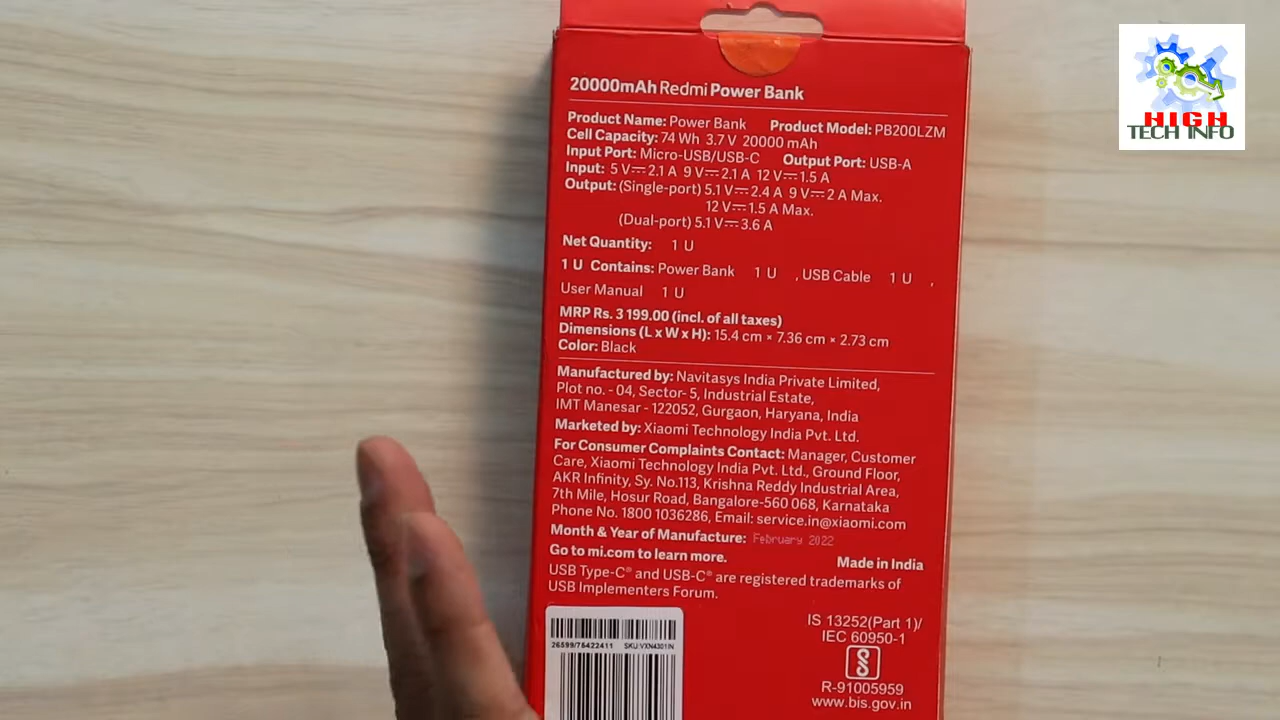 20000mAh Redmi Power Bank
Product Name: Power Bank Product Model: PB200LZM
Cell Capacity: 74 Wh 3.7 V 20000 mAh
Input Port: Micro-USB/USB-C Output Port: USB-A
Input: 5 V⎓2.1 A 9 V⎓2.1 A 12 V⎓1.5 A
Output: (Single-port) 5.1 V⎓2.4 A 9 V⎓2 A Max.
12 V⎓1.5 A Max.
(Dual-port) 5.1 V⎓3.6 A
Net Quantity: 1 U
1 U Contains: Power Bank 1 U , USB Cable 1 U ,
User Manual 1 U
MRP Rs. 3 199.00 (incl. of all taxes)
Dimensions (L x W x H): 15.4 cm × 7.36 cm × 2.73 cm
Color: Black
Manufactured by: Navitasys India Private Limited,
Plot no. - 04, Sector- 5, Industrial Estate,
IMT Manesar - 122052, Gurgaon, Haryana, India
Marketed by: Xiaomi Technology India Pvt. Ltd.
For Consumer Complaints Contact: Manager, Customer
Care, Xiaomi Technology India Pvt. Ltd., Ground Floor,
AKR Infinity, Sy. No.113, Krishna Reddy Industrial Area,
7th Mile, Hosur Road, Bangalore-560 068, Karnataka
Phone No. 1800 1036286, Email: service.in@xiaomi.com
Month & Year of Manufacture: February 2022
Go to mi.com to learn more. Made in India
USB Type-C® and USB-C® are registered trademarks of
USB Implementers Forum.
26599/75422411 SKU:VXN4301IN
IS 13252(Part 1)/
IEC 60950-1
R-91005959
www.bis.gov.in
HIGH
TECH INFO